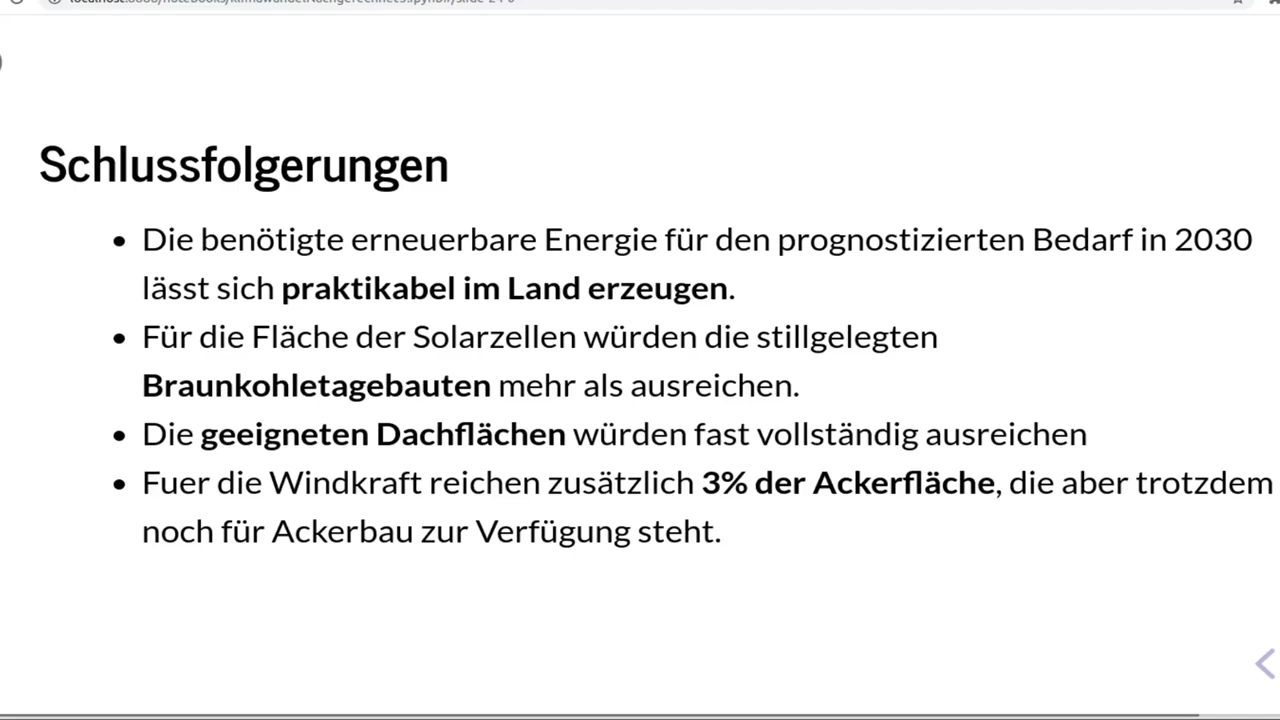 Schlussfolgerungen
• Die benötigte erneuerbare Energie für den prognostizierten Bedarf in 2030
lässt sich praktikabel im Land erzeugen.
• Für die Fläche der Solarzellen würden die stillgelegten
Braunkohletagebauten mehr als ausreichen.
• Die geeigneten Dachflächen würden fast vollständig ausreichen
• Fuer die Windkraft reichen zusätzlich 3% der Ackerfläche, die aber trotzdem
noch für Ackerbau zur Verfügung steht.